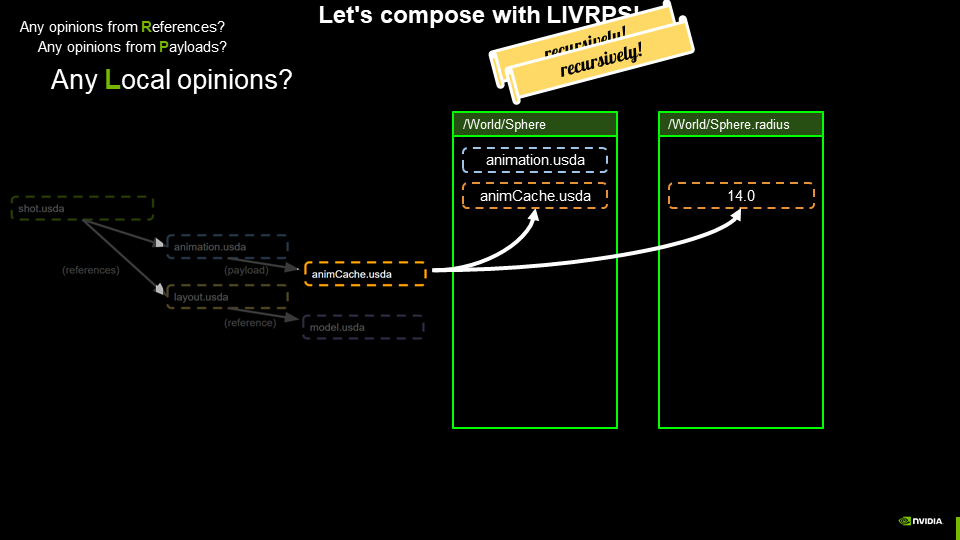 Let's compose with LIVRPS!
Any opinions from References?
Any opinions from Payloads?
Any Local opinions?
recursively!
recursively!
/World/Sphere
/World/Sphere.radius
animation.usda
animCache.usda
14.0
shot.usda
animation.usda
(references)
(payload)
animCache.usda
layout.usda
(reference)
model.usda
NVIDIA.